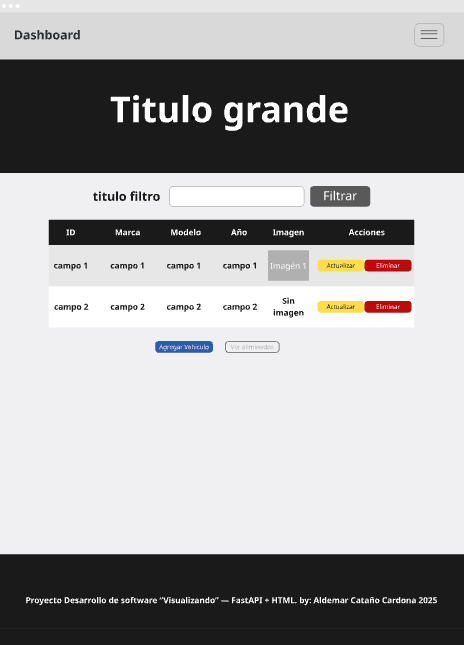 Dashboard
Titulo grande
titulo filtro Filtrar
ID Marca Modelo Año Imagen Acciones
campo 1 campo 1 campo 1 campo 1 Imagén 1 Actualizar Eliminar
campo 2 campo 2 campo 2 campo 2 Sin imagen Actualizar Eliminar
Agregar Vehiculo Ver eliminados
Proyecto Desarrollo de software “Visualizando” — FastAPI + HTML. by: Aldemar Cataño Cardona 2025